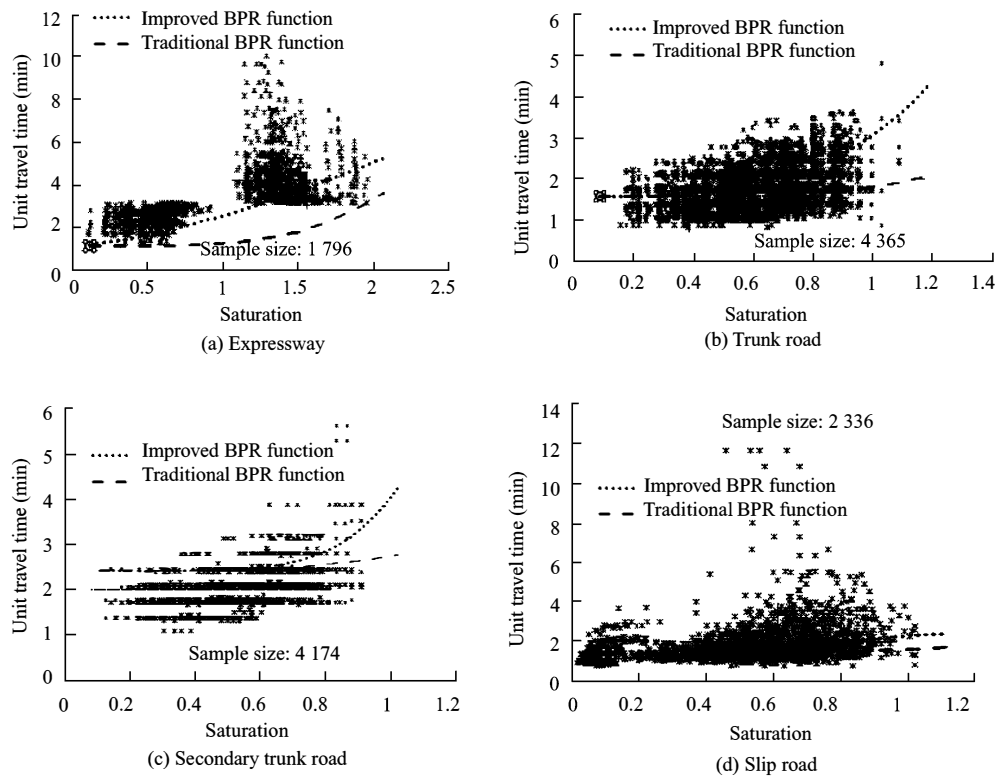 12
10
8
6
4
2
0
Unit travel time (min)
Improved BPR function
Traditional BPR function
Sample size: 1 796
0 0.5 1.0 1.5 2 2.5
Saturation
(a) Expressway
6
5
4
3
2
1
0
Unit travel time (min)
Improved BPR function
Traditional BPR function
Sample size: 4 365
0 0.2 0.4 0.6 0.8 1 1.2 1.4
Saturation
(b) Trunk road
6
5
4
3
2
1
0
Unit travel time (min)
Improved BPR function
Traditional BPR function
Sample size: 4 174
0 0.2 0.4 0.6 0.8 1.0 1.2
Saturation
(c) Secondary trunk road
14
12
10
8
6
4
2
0
Unit travel time (min)
Sample size: 2 336
Improved BPR function
Traditional BPR function
0 0.2 0.4 0.6 0.8 1 1.2
Saturation
(d) Slip road